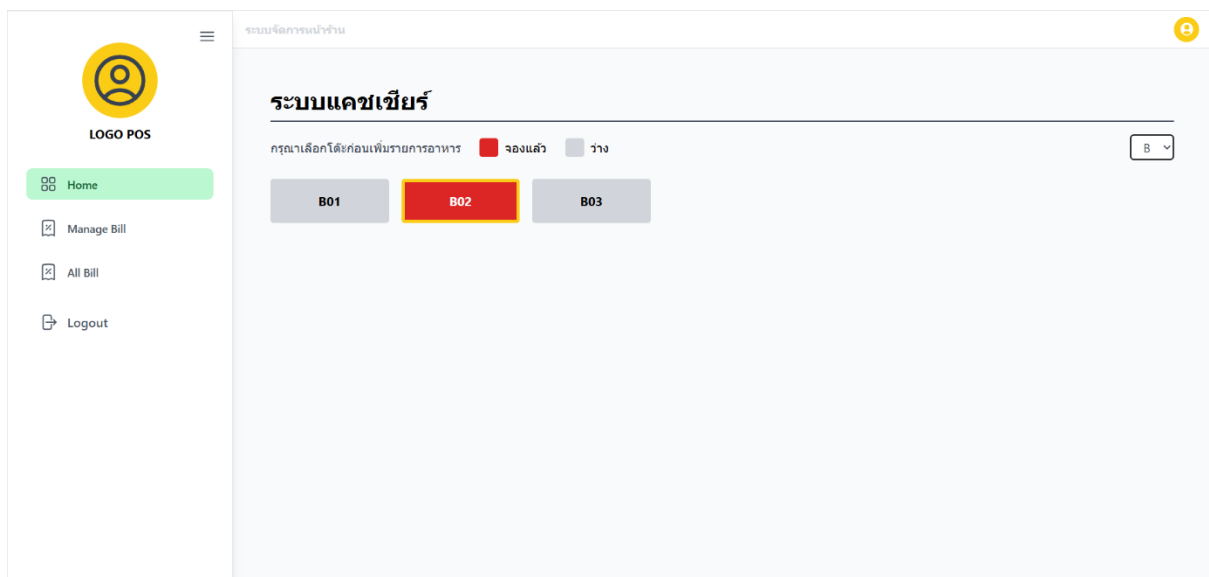 ระบบจัดการหน้าร้าน
LOGO POS
Home
Manage Bill
All Bill
Logout
ระบบแคชเชียร์
กรุณาเลือกโต๊ะก่อนเพิ่มรายการอาหาร จองแล้ว ว่าง B
B01 B02 B03